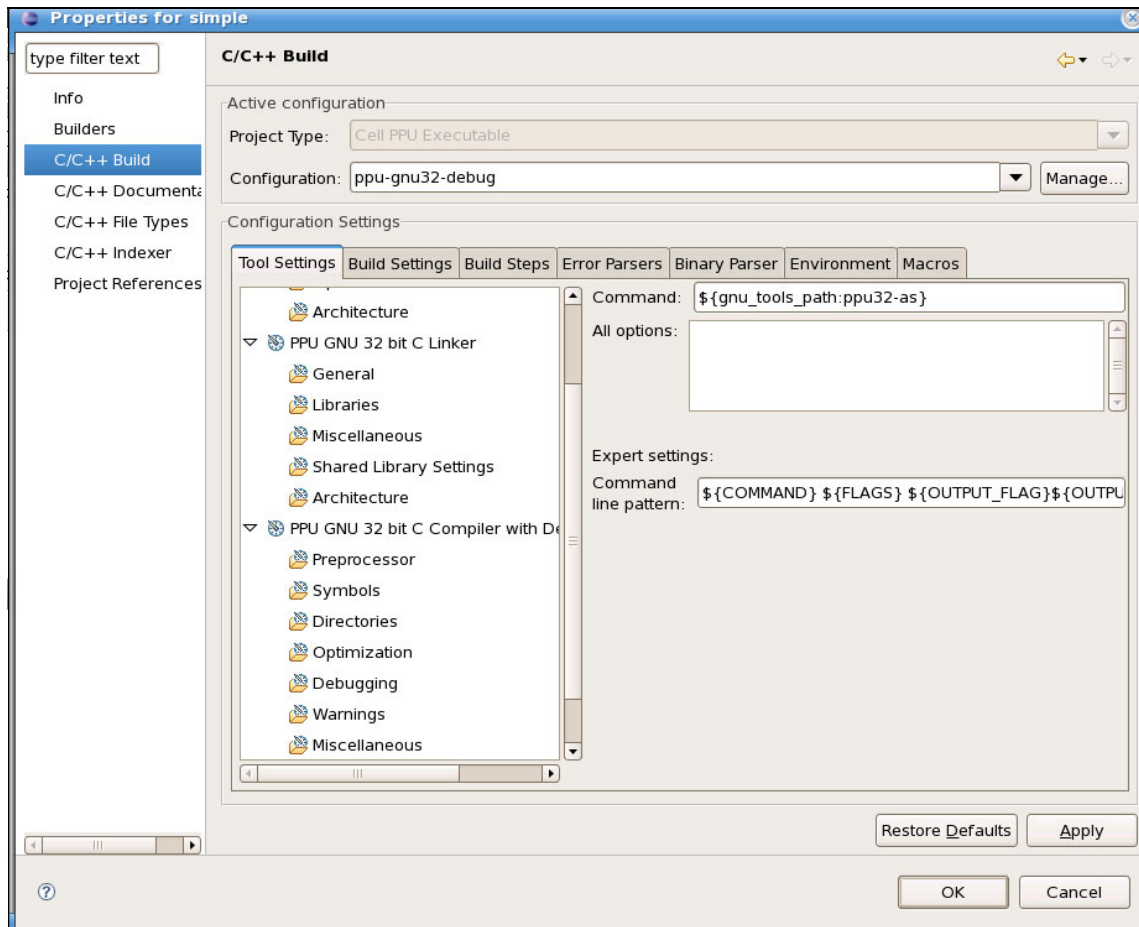 Properties for simple
type filter text
Info
Builders
C/C++ Build
C/C++ Documenta
C/C++ File Types
C/C++ Indexer
Project References
C/C++ Build
Active configuration
Project Type: Cell PPU Executable
Configuration: ppu-gnu32-debug Manage...
Configuration Settings
Tool Settings Build Settings Build Steps Error Parsers Binary Parser Environment Macros
Architecture
PPU GNU 32 bit C Linker
General
Libraries
Miscellaneous
Shared Library Settings
Architecture
PPU GNU 32 bit C Compiler with De
Preprocessor
Symbols
Directories
Optimization
Debugging
Warnings
Miscellaneous
Command: ${gnu_tools_path:ppu32-as}
All options:
Expert settings:
Command
line pattern: ${COMMAND} ${FLAGS} ${OUTPUT_FLAG}${OUTPU
Restore Defaults Apply
OK Cancel